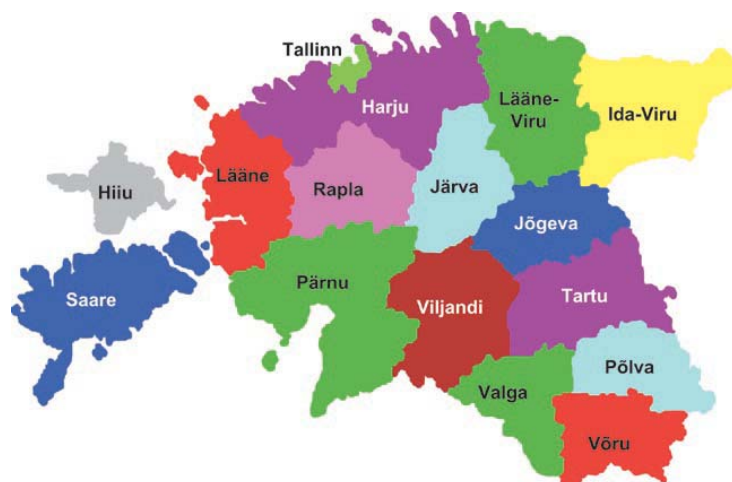 Tallinn
Harju
Lääne-
Viru
Ida-Viru
Hiiu
Lääne
Rapla
Järva
Jõgeva
Saare
Pärnu
Viljandi
Tartu
Valga
Põlva
Võru